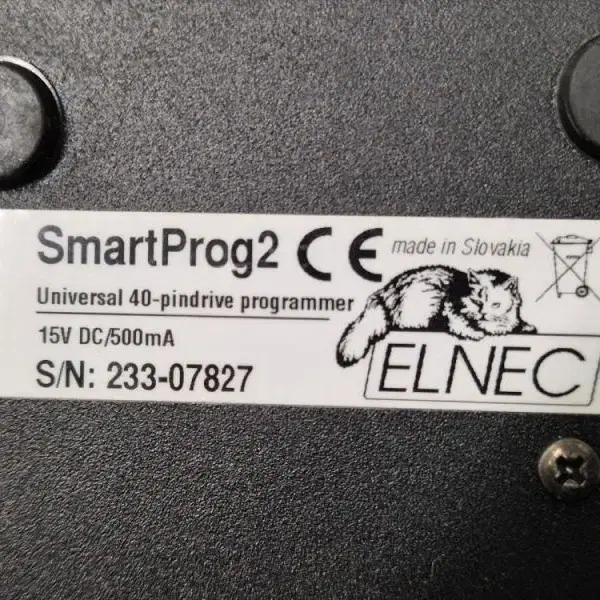 SmartProg2 CE made in Slovakia
Universal 40-pindrive programmer
15V DC/500mA
S/N: 233-07827
ELNEC